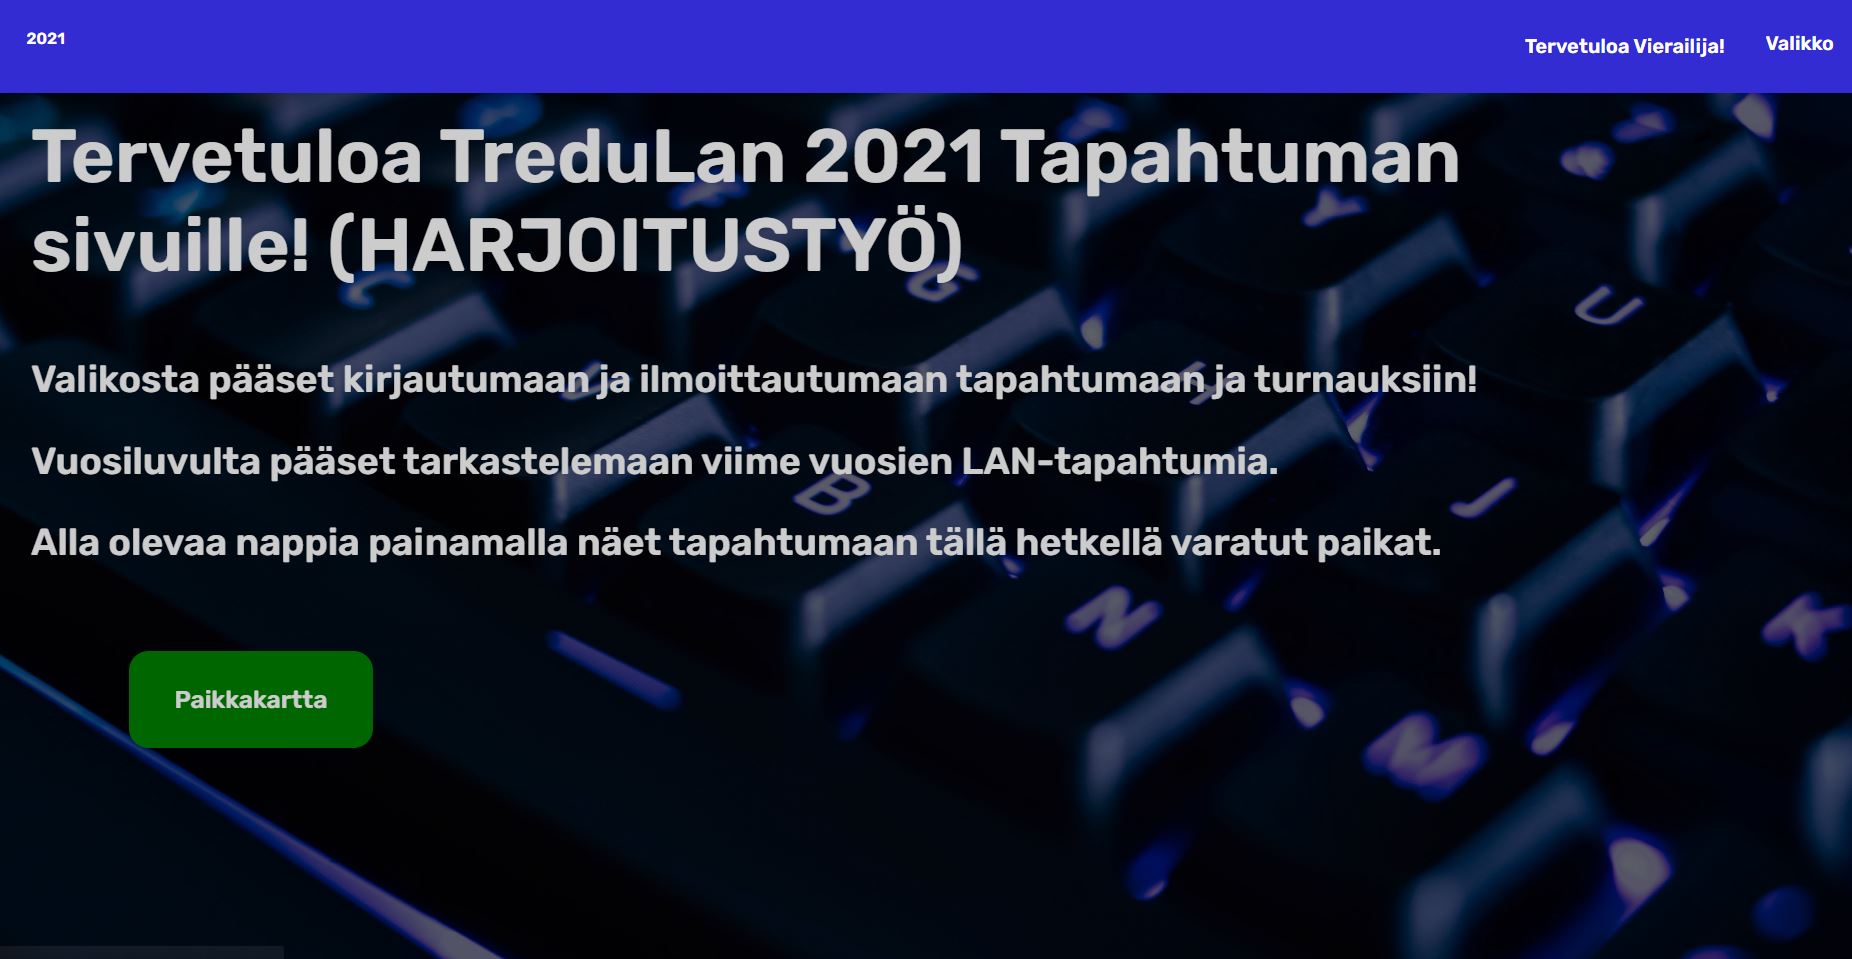 2021
Tervetuloa Vierailija!
Valikko
Tervetuloa TreduLan 2021 Tapahtuman
sivuille! (HARJOITUSTYÖ)
Valikosta pääset kirjautumaan ja ilmoittautumaan tapahtumaan ja turnauksiin!
Vuosiluvulta pääset tarkastelemaan viime vuosien LAN-tapahtumia.
Alla olevaa nappia painamalla näet tapahtumaan tällä hetkellä varatut paikat.
Paikkakartta
C
G
Y
U
H
B
J
N
K
M